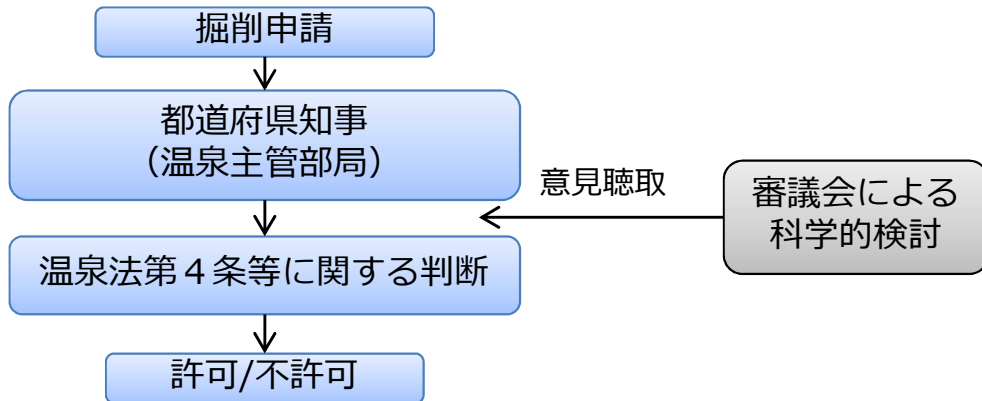 掘削申請
都道府県知事
（温泉主管部局）
意見聴取
審議会による
科学的検討
温泉法第４条等に関する判断
許可/不許可